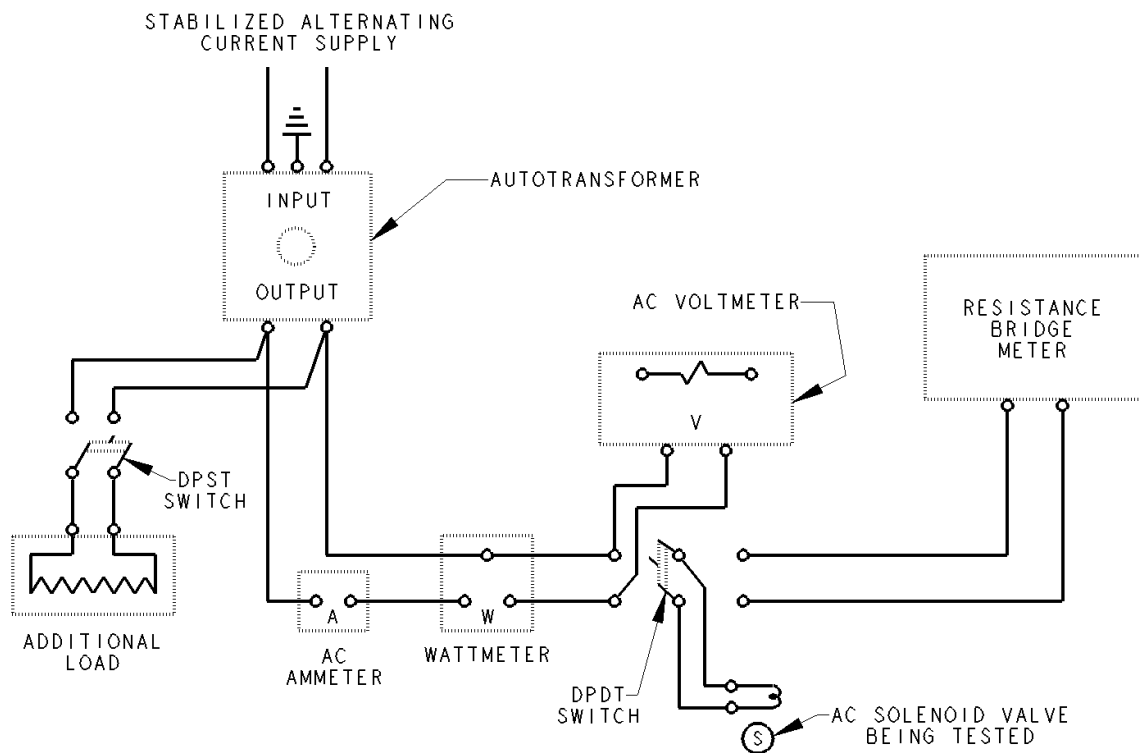 STABILIZED ALTERNATING
CURRENT SUPPLY
INPUT
AUTOTRANSFORMER
OUTPUT
AC VOLTMETER
RESISTANCE
BRIDGE
METER
V
DPST
SWITCH
A
W
ADDITIONAL
LOAD
AC
AMMETER
WATTMETER
DPDT
SWITCH
S
AC SOLENOID VALVE
BEING TESTED